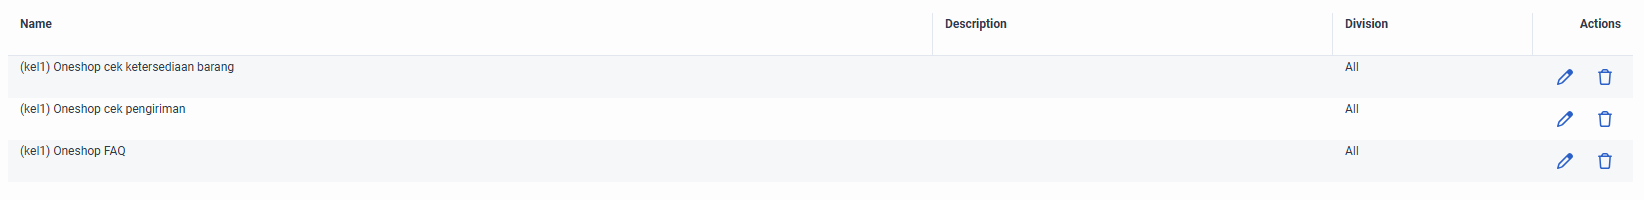 Name Description Division Actions
(kel1) Oneshop cek ketersediaan barang All
(kel1) Oneshop cek pengiriman All
(kel1) Oneshop FAQ All